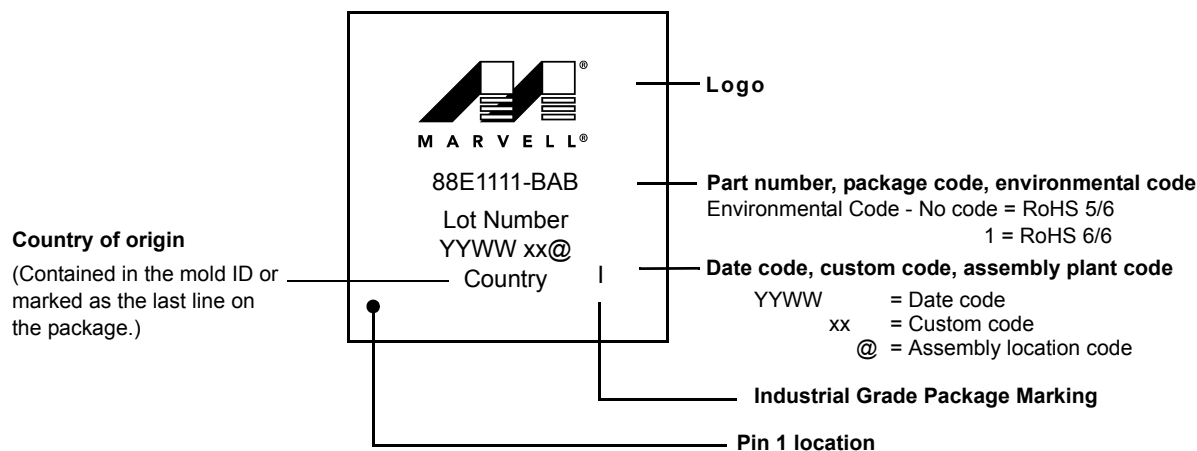 ®
MARVELL®
Logo
88E1111-BAB
Part number, package code, environmental code
Environmental Code - No code = RoHS 5/6
1 = RoHS 6/6
Lot Number
YYWW xx@
Country I
Country of origin
(Contained in the mold ID or
marked as the last line on
the package.)
Date code, custom code, assembly plant code
YYWW = Date code
xx = Custom code
@ = Assembly location code
Industrial Grade Package Marking
Pin 1 location